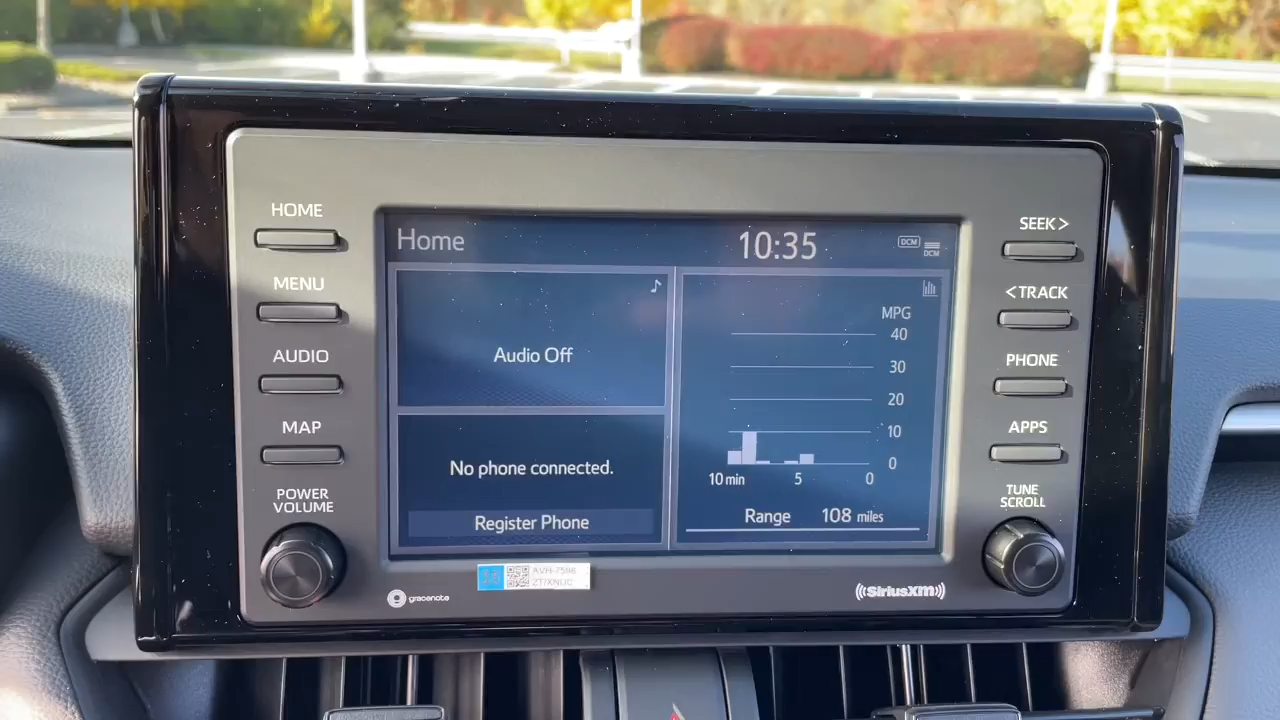 HOME
MENU
AUDIO
MAP
POWER
VOLUME
Home
10:35
DCM
DCM
Audio Off
No phone connected.
Register Phone
MPG
40
30
20
10
0
10 min 5 0
Range 108 miles
SEEK>
<TRACK
PHONE
APPS
TUNE
SCROLL
gracenote
((SiriusXM))